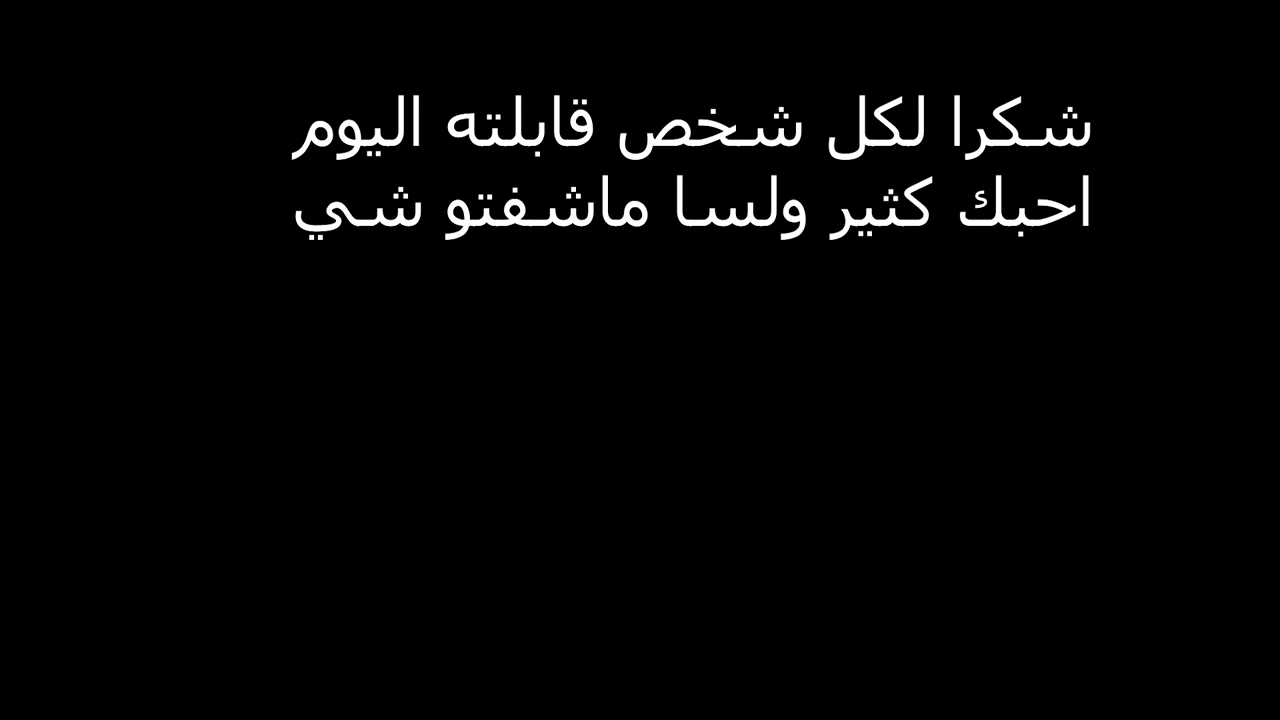 شكرا لكل شخص قابلته اليوم
احبك كثير ولسا ماشفتو شي